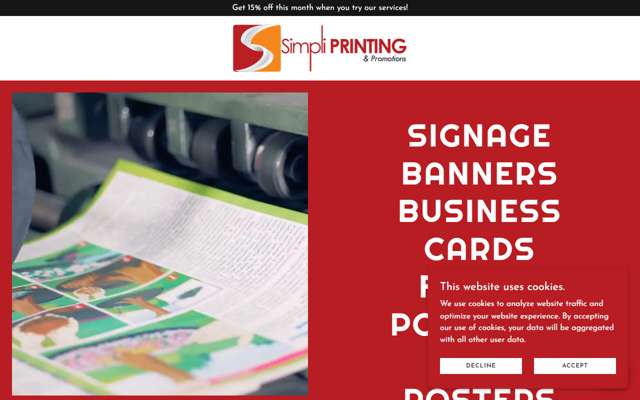 Get 15% off this month when you try our services!
Simpli PRINTING
& Promotions
SIGNAGE
BANNERS
BUSINESS
CARDS
POSTERS
This website uses cookies.
We use cookies to analyze website traffic and
optimize your website experience. By accepting
our use of cookies, your data will be aggregated
with all other user data.
DECLINE
ACCEPT